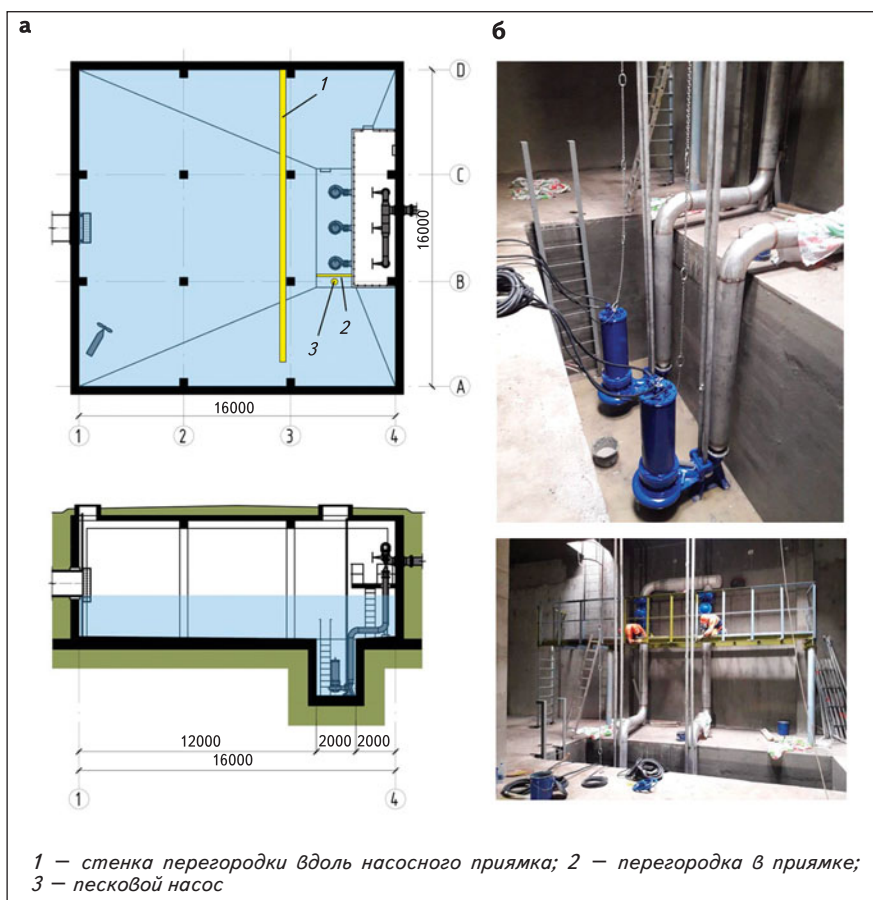 а
б
1
D
C
16000
B
2
3
A
16000
1
2
3
4
12000
2000
2000
16000
1
4
1 – стенка перегородки вдоль насосного приямка; 2 – перегородка в приямке;
3 – песковой насос